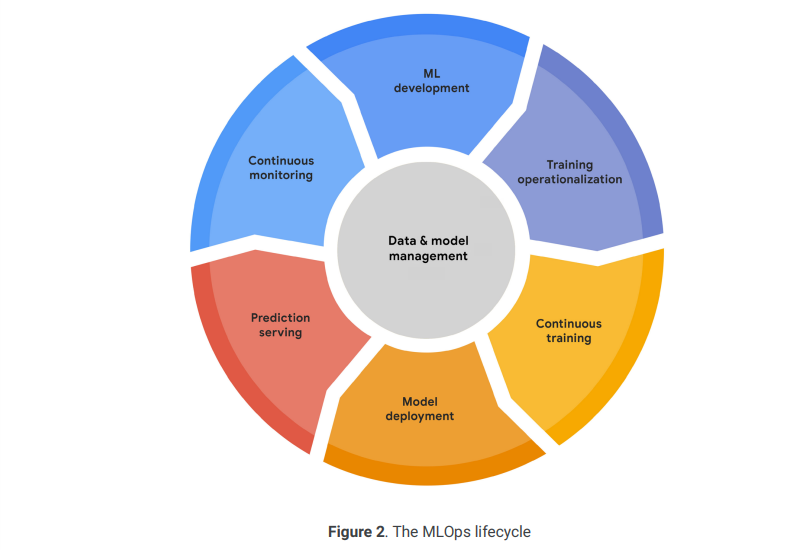 ML
development
Training
operationalization
Continuous
training
Model
deployment
Prediction
serving
Continuous
monitoring
Data & model
management
Figure 2. The MLOps lifecycle